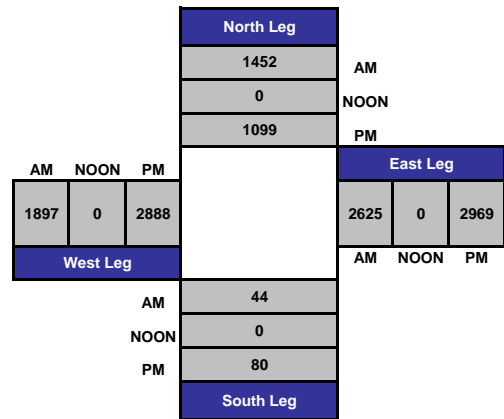 North Leg
1452 AM
0 NOON
1099 PM
AM NOON PM
East Leg
1897 0 2888
2625 0 2969
West Leg
AM NOON PM
AM 44
NOON 0
PM 80
South Leg